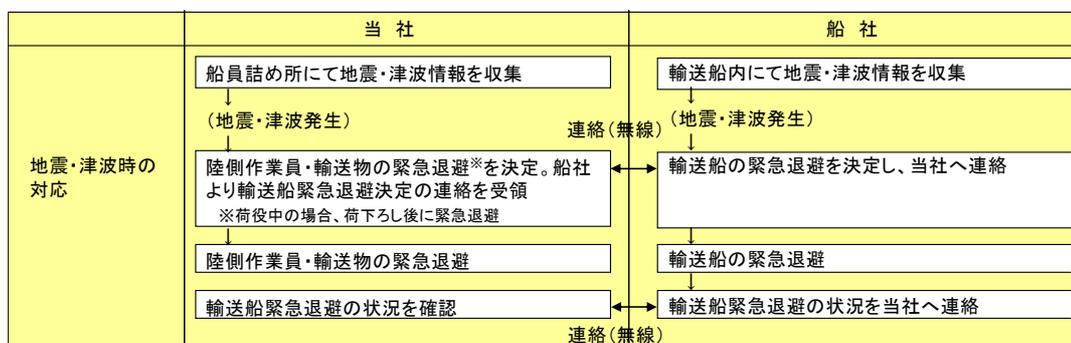 当 社
船 社
地震・津波時の
対応
船員詰め所にて地震・津波情報を収集
↓
(地震・津波発生)
↓
陸側作業員・輸送物の緊急退避※を決定。船社
より輸送船緊急退避決定の連絡を受領
※荷役中の場合、荷下ろし後に緊急退避
↓
陸側作業員・輸送物の緊急退避
輸送船緊急退避の状況を確認
連絡(無線)
連絡(無線)
輸送船内にて地震・津波情報を収集
↓
(地震・津波発生)
↓
輸送船の緊急退避を決定し、当社へ連絡
↓
輸送船の緊急退避
↓
輸送船緊急退避の状況を当社へ連絡